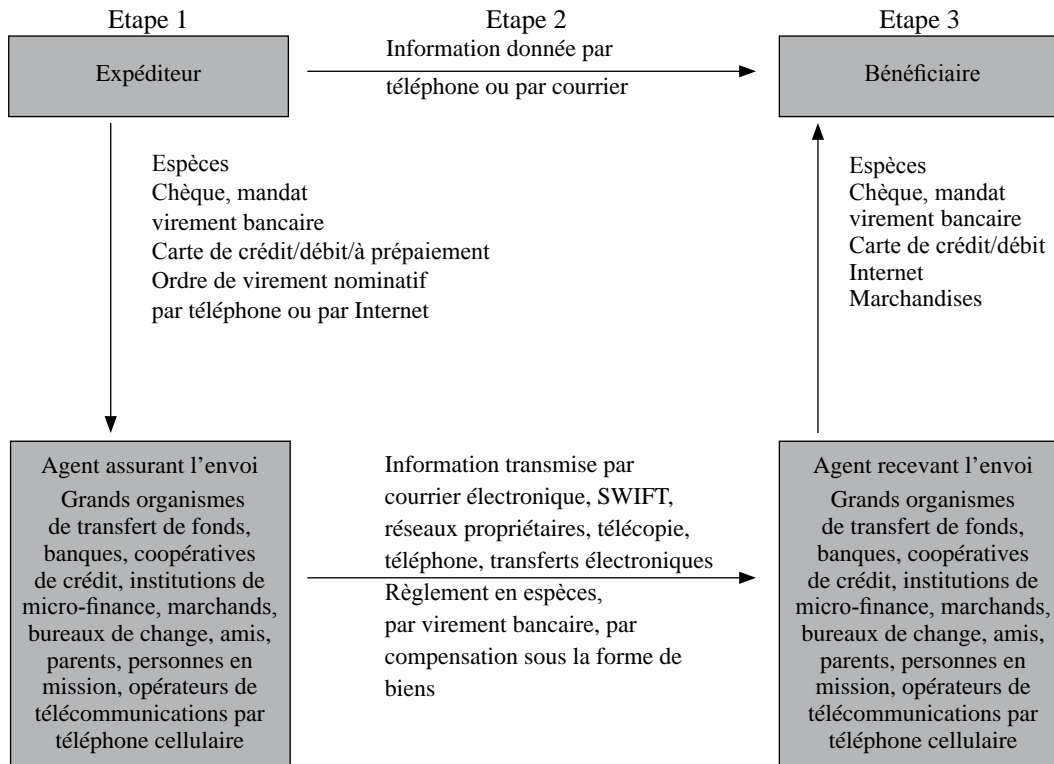 Etape 1
Etape 2
Etape 3
Expéditeur
Information donnée par
téléphone ou par courrier
Bénéficiaire
Espèces
Chèque, mandat
virement bancaire
Carte de crédit/débit/à prépaiement
Ordre de virement nominatif
par téléphone ou par Internet
Espèces
Chèque, mandat
virement bancaire
Carte de crédit/débit
Internet
Marchandises
Agent assurant l'envoi
Grands organismes
de transfert de fonds,
banques, coopératives
de crédit, institutions de
micro-finance, marchands,
bureaux de change, amis,
parents, personnes en
mission, opérateurs de
télécommunications par
téléphone cellulaire
Information transmise par
courrier électronique, SWIFT,
réseaux propriétaires, télécopie,
téléphone, transferts électroniques
Règlement en espèces,
par virement bancaire, par
compensation sous la forme de
biens
Agent recevant l'envoi
Grands organismes
de transfert de fonds,
banques, coopératives
de crédit, institutions de
micro-finance, marchands,
bureaux de change, amis,
parents, personnes en
mission, opérateurs de
télécommunications par
téléphone cellulaire